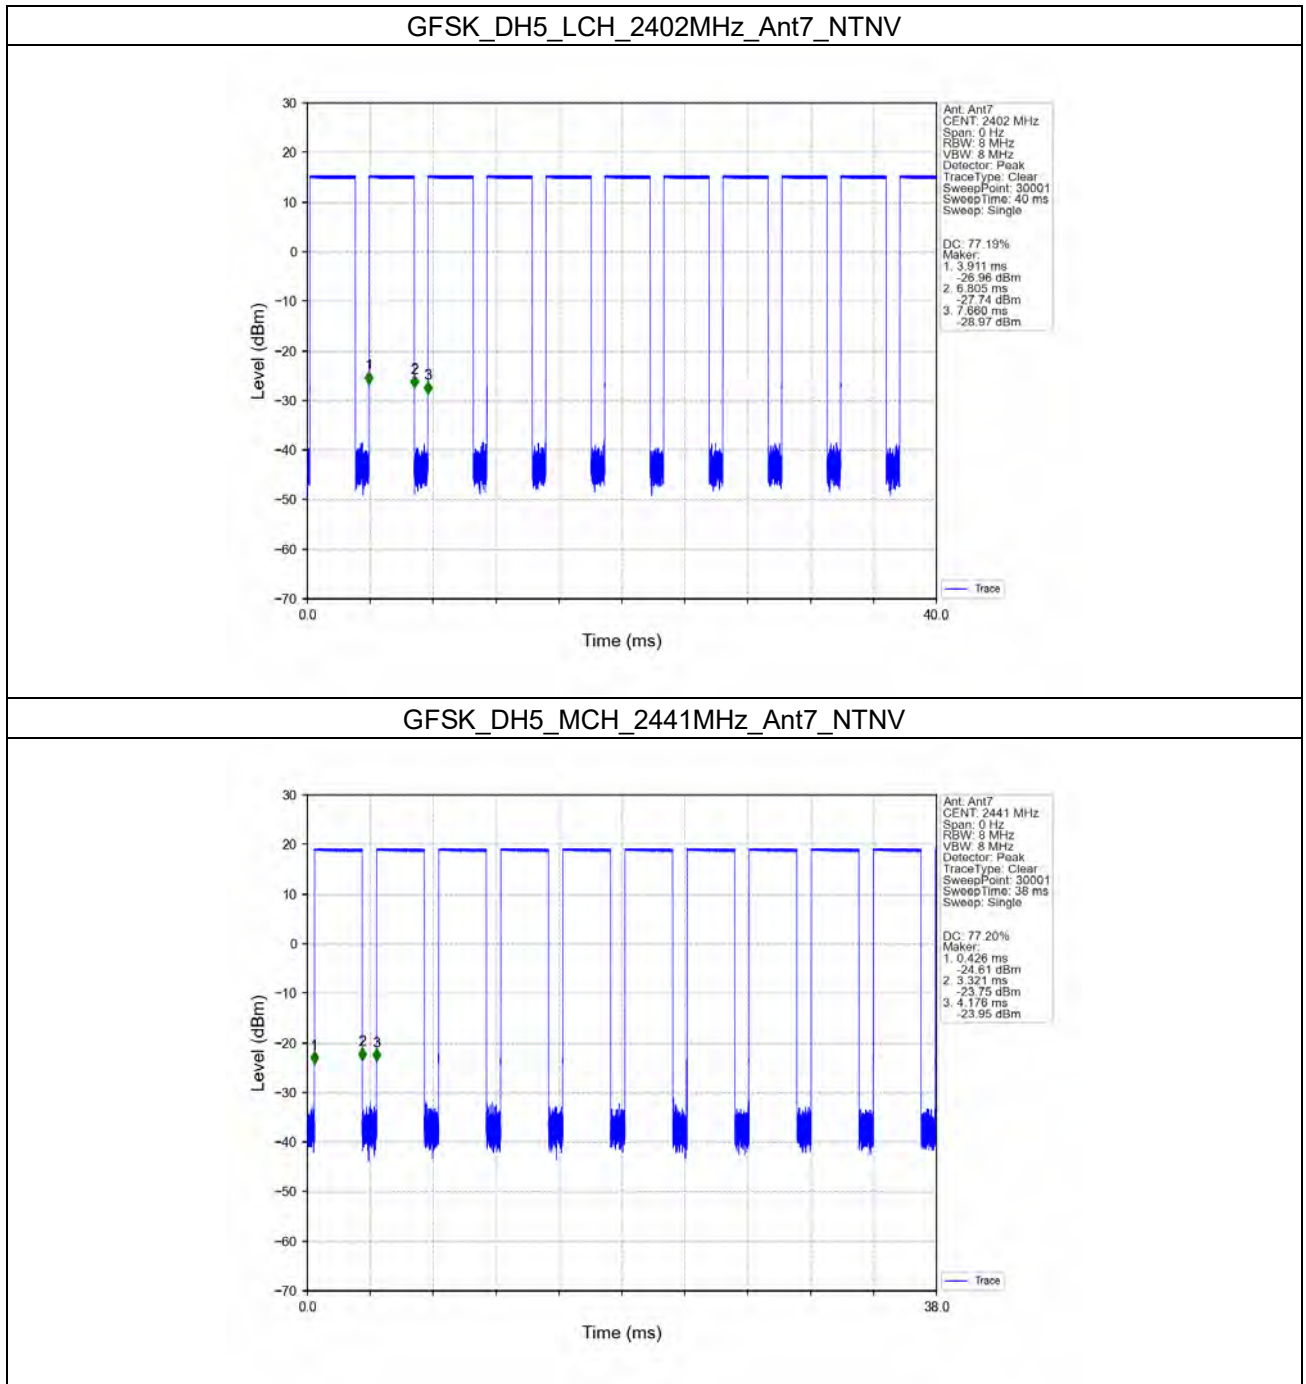 GFSK_DH5_LCH_2402MHz_Ant7_NTNV
30
20
10
0
−10
−20
−30
−40
−50
−60
−70
Level (dBm)
0.0
40.0
Time (ms)
1
2
3
Ant: Ant7
CENT: 2402 MHz
Span: 0 Hz
RBW: 8 MHz
VBW: 8 MHz
Detector: Peak
TraceType: Clear
SweepPoint: 30001
SweepTime: 40 ms
Sweep: Single
DC: 77.19%
Maker:
1. 3.911 ms
-26.96 dBm
2. 6.805 ms
-27.74 dBm
3. 7.660 ms
-28.97 dBm
Trace
GFSK_DH5_MCH_2441MHz_Ant7_NTNV
30
20
10
0
−10
−20
−30
−40
−50
−60
−70
Level (dBm)
0.0
38.0
Time (ms)
1
2
3
Ant: Ant7
CENT: 2441 MHz
Span: 0 Hz
RBW: 8 MHz
VBW: 8 MHz
Detector: Peak
TraceType: Clear
SweepPoint: 30001
SweepTime: 38 ms
Sweep: Single
DC: 77.20%
Maker:
1. 0.426 ms
-24.61 dBm
2. 3.321 ms
-23.75 dBm
3. 4.176 ms
-23.95 dBm
Trace